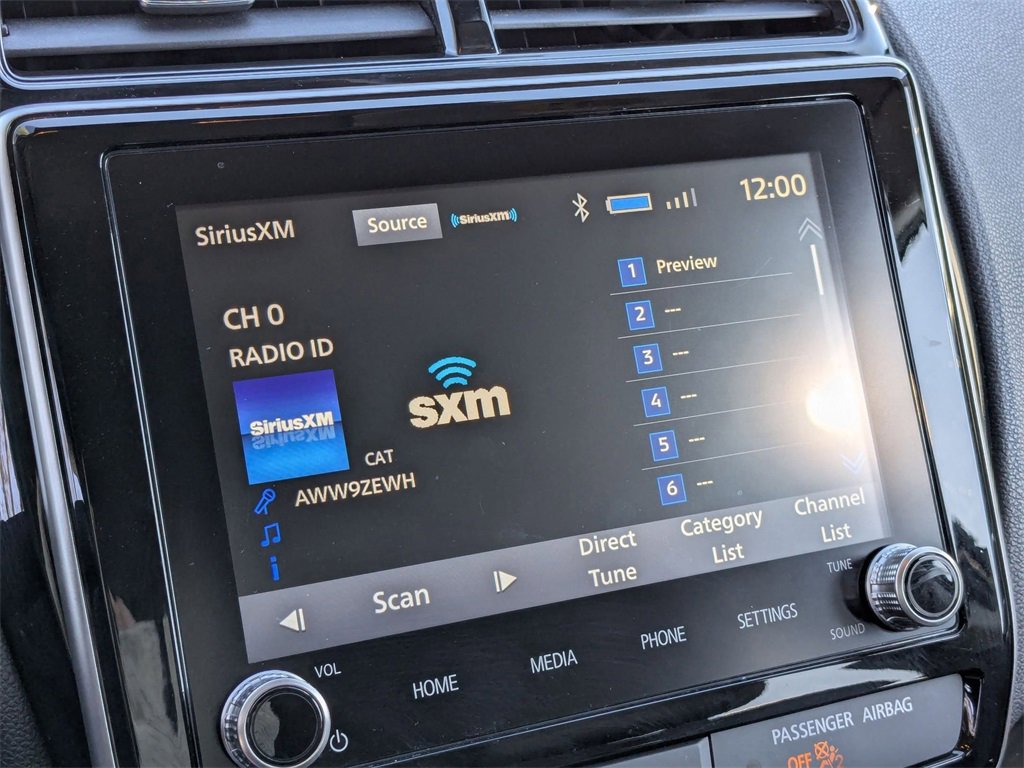 SiriusXM
Source
SiriusXM
12:00
CH 0
RADIO ID
SiriusXM
sxm
CAT
AWW9ZEWH
1 Preview
2 ---
3 ---
4 ---
5 ---
6 ---
Scan
Direct
Tune
Category
List
Channel
List
TUNE
SOUND
VOL
HOME
MEDIA
PHONE
SETTINGS
PASSENGER AIRBAG
OFF